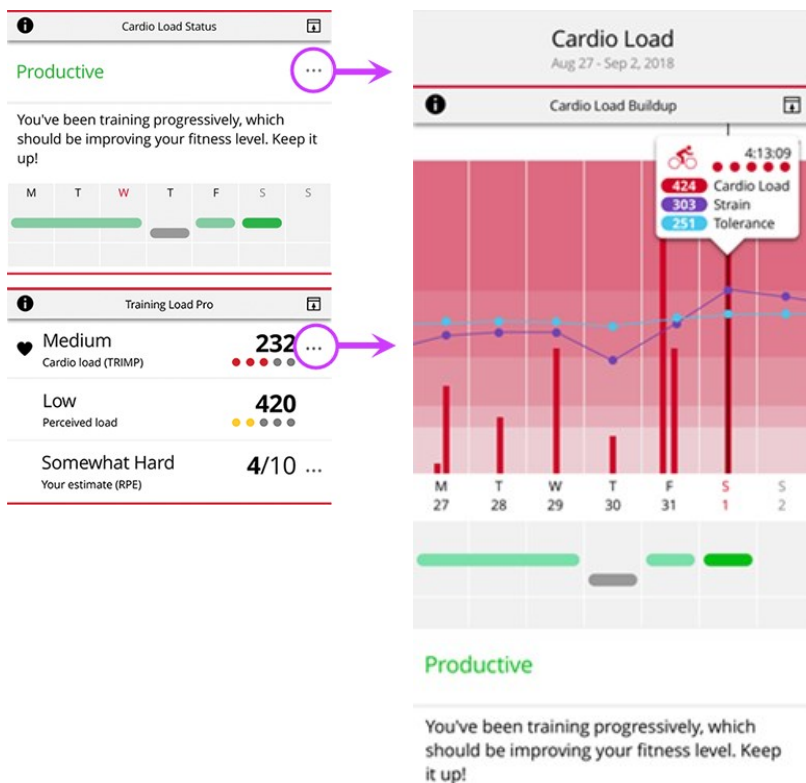 Cardio Load Status
Productive
...
You've been training progressively, which
should be improving your fitness level. Keep it
up!
M T W T F S S
Training Load Pro
Medium 232 ...
Cardio load (TRIMP)
Low 420
Perceived load
Somewhat Hard 4/10 ...
Your estimate (RPE)
Cardio Load
Aug 27 - Sep 2, 2018
Cardio Load Buildup
4:13:09
424 Cardio Load
303 Strain
251 Tolerance
M T W T F S S
27 28 29 30 31 1 2
Productive
You've been training progressively, which
should be improving your fitness level. Keep
it up!